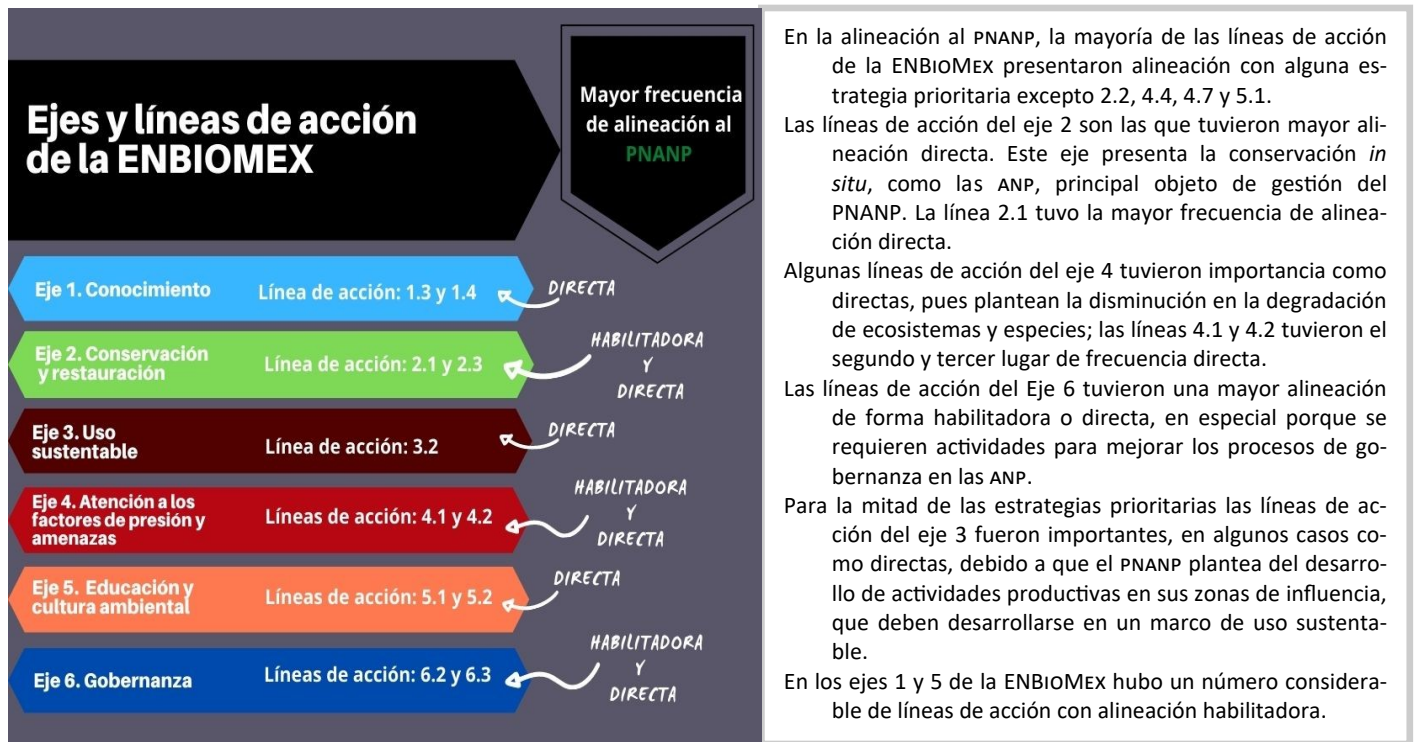 Ejes y líneas de acción
de la ENBIOMEX
Mayor frecuencia
de alineación al
PNANP
Eje 1. Conocimiento
Línea de acción: 1.3 y 1.4
DIRECTA
Eje 2. Conservación
y restauración
Línea de acción: 2.1 y 2.3
HABILITADORA
Y
DIRECTA
Eje 3. Uso
sustentable
Línea de acción: 3.2
DIRECTA
Eje 4. Atención a los
factores de presión y
amenazas
Líneas de acción: 4.1 y 4.2
HABILITADORA
Y
DIRECTA
Eje 5. Educación y
cultura ambiental
Líneas de acción: 5.1 y 5.2
DIRECTA
Eje 6. Gobernanza
Líneas de acción: 6.2 y 6.3
HABILITADORA
Y
DIRECTA
En la alineación al PNANP, la mayoría de las líneas de acción
de la ENBIOMEX presentaron alineación con alguna es-
trategia prioritaria excepto 2.2, 4.4, 4.7 y 5.1.
Las líneas de acción del eje 2 son las que tuvieron mayor ali-
neación directa. Este eje presenta la conservación in
situ, como las ANP, principal objeto de gestión del
PNANP. La línea 2.1 tuvo la mayor frecuencia de alinea-
ción directa.
Algunas líneas de acción del eje 4 tuvieron importancia como
directas, pues plantean la disminución en la degradación
de ecosistemas y especies; las líneas 4.1 y 4.2 tuvieron el
segundo y tercer lugar de frecuencia directa.
Las líneas de acción del Eje 6 tuvieron una mayor alineación
de forma habilitadora o directa, en especial porque se
requieren actividades para mejorar los procesos de go-
bernanza en las ANP.
Para la mitad de las estrategias prioritarias las líneas de ac-
ción del eje 3 fueron importantes, en algunos casos co-
mo directas, debido a que el PNANP plantea del desarro-
llo de actividades productivas en sus zonas de influencia,
que deben desarrollarse en un marco de uso sustenta-
ble.
En los ejes 1 y 5 de la ENBIOMEX hubo un número considera-
ble de líneas de acción con alineación habilitadora.